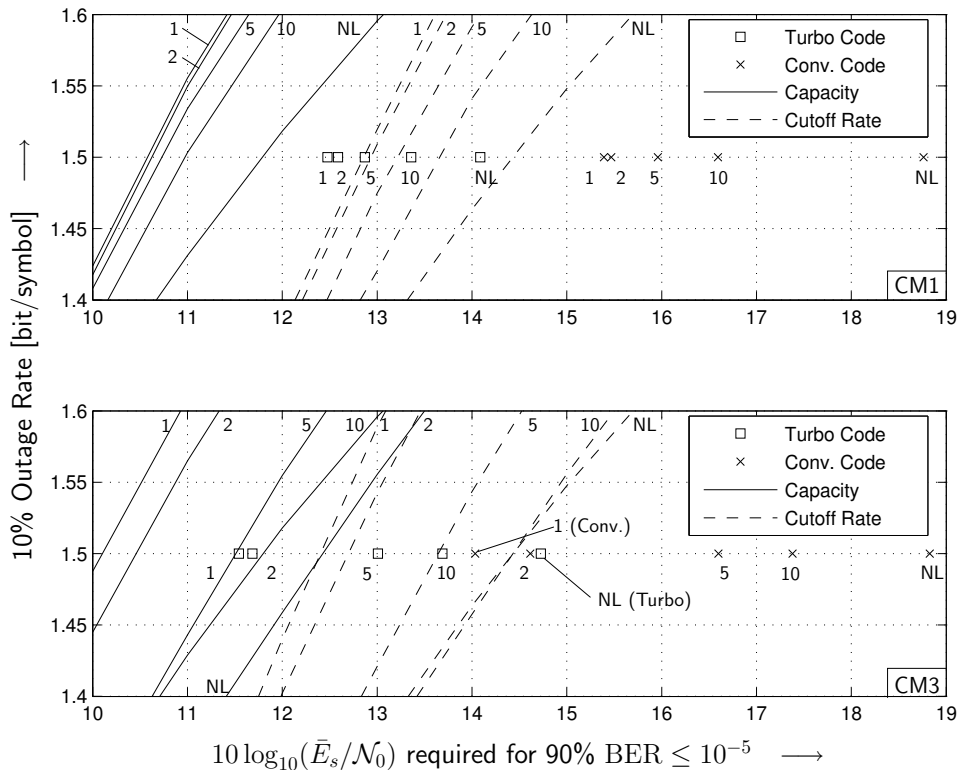 10% Outage Rate [bit/symbol] ⟶
1.6
1.55
1.5
1.45
1.4
1
2
5
10
NL
1
2
5
10
NL
Turbo Code
Conv. Code
Capacity
Cutoff Rate
1 2 5 10 NL
1 2 5 10 NL
CM1
10 11 12 13 14 15 16 17 18 19
1.6
1.55
1.5
1.45
1.4
1 2 5 10 1 2 5 10 NL
Turbo Code
Conv. Code
Capacity
Cutoff Rate
1 (Conv.)
1 2 5 10 2 5 10 NL
NL (Turbo)
NL
CM3
10 11 12 13 14 15 16 17 18 19
10 log₁₀(Ē_s/𝒩₀) required for 90% BER ≤ 10⁻⁵ ⟶